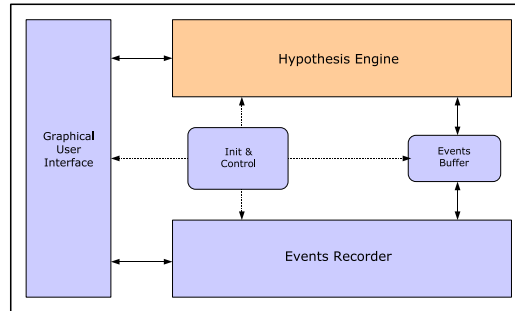 Hypothesis Engine
Graphical
User
Interface
Init &
Control
Events
Buffer
Events Recorder